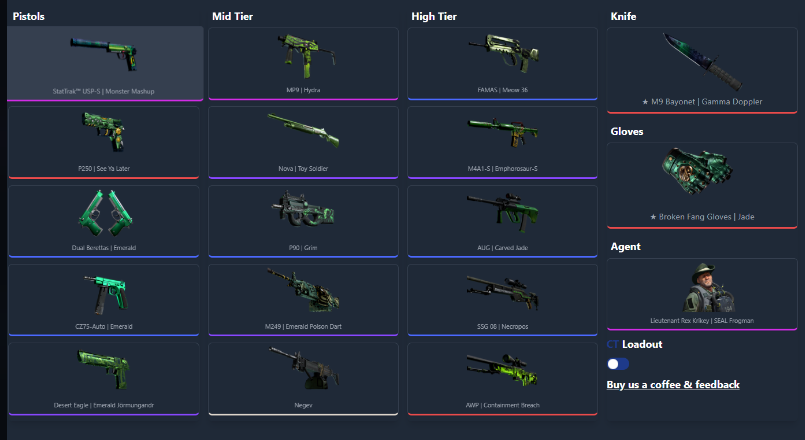 Pistols
StatTrak™ USP-S | Monster Mashup
P250 | See Ya Later
Dual Berettas | Emerald
CZ75-Auto | Emerald
Desert Eagle | Emerald Jörmungandr
Mid Tier
MP9 | Hydra
Nova | Toy Soldier
P90 | Grim
M249 | Emerald Poison Dart
Negev
High Tier
FAMAS | Meow 36
M4A1-S | Emphorosaur-S
AUG | Carved Jade
SSG 08 | Necropos
AWP | Containment Breach
Knife
★ M9 Bayonet | Gamma Doppler
Gloves
★ Broken Fang Gloves | Jade
Agent
Lieutenant Rex Krikey | SEAL Frogman
CT Loadout
Buy us a coffee & feedback